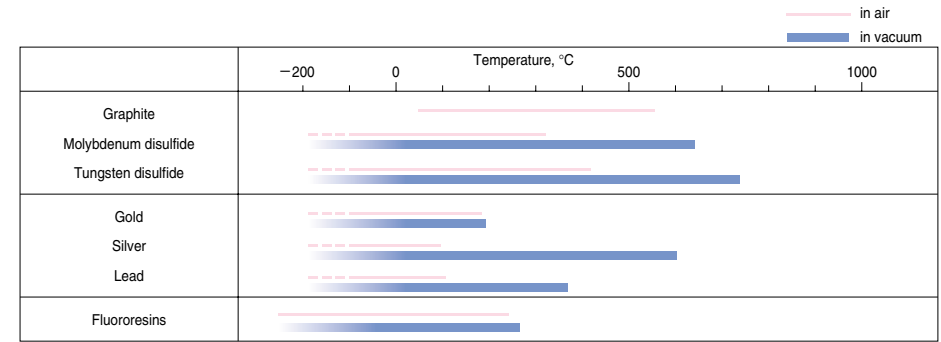 in air
in vacuum
Temperature, °C
−200 0 500 1000
Graphite
Molybdenum disulfide
Tungsten disulfide
Gold
Silver
Lead
Fluororesins